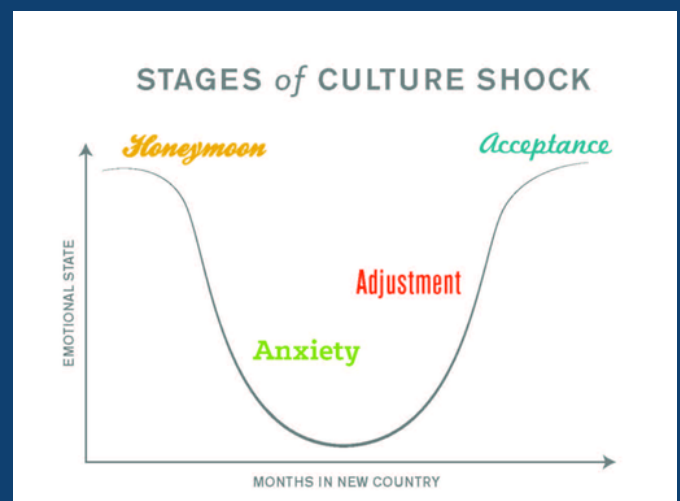 STAGES of CULTURE SHOCK
Honeymoon
Acceptance
EMOTIONAL STATE
Adjustment
Anxiety
MONTHS IN NEW COUNTRY